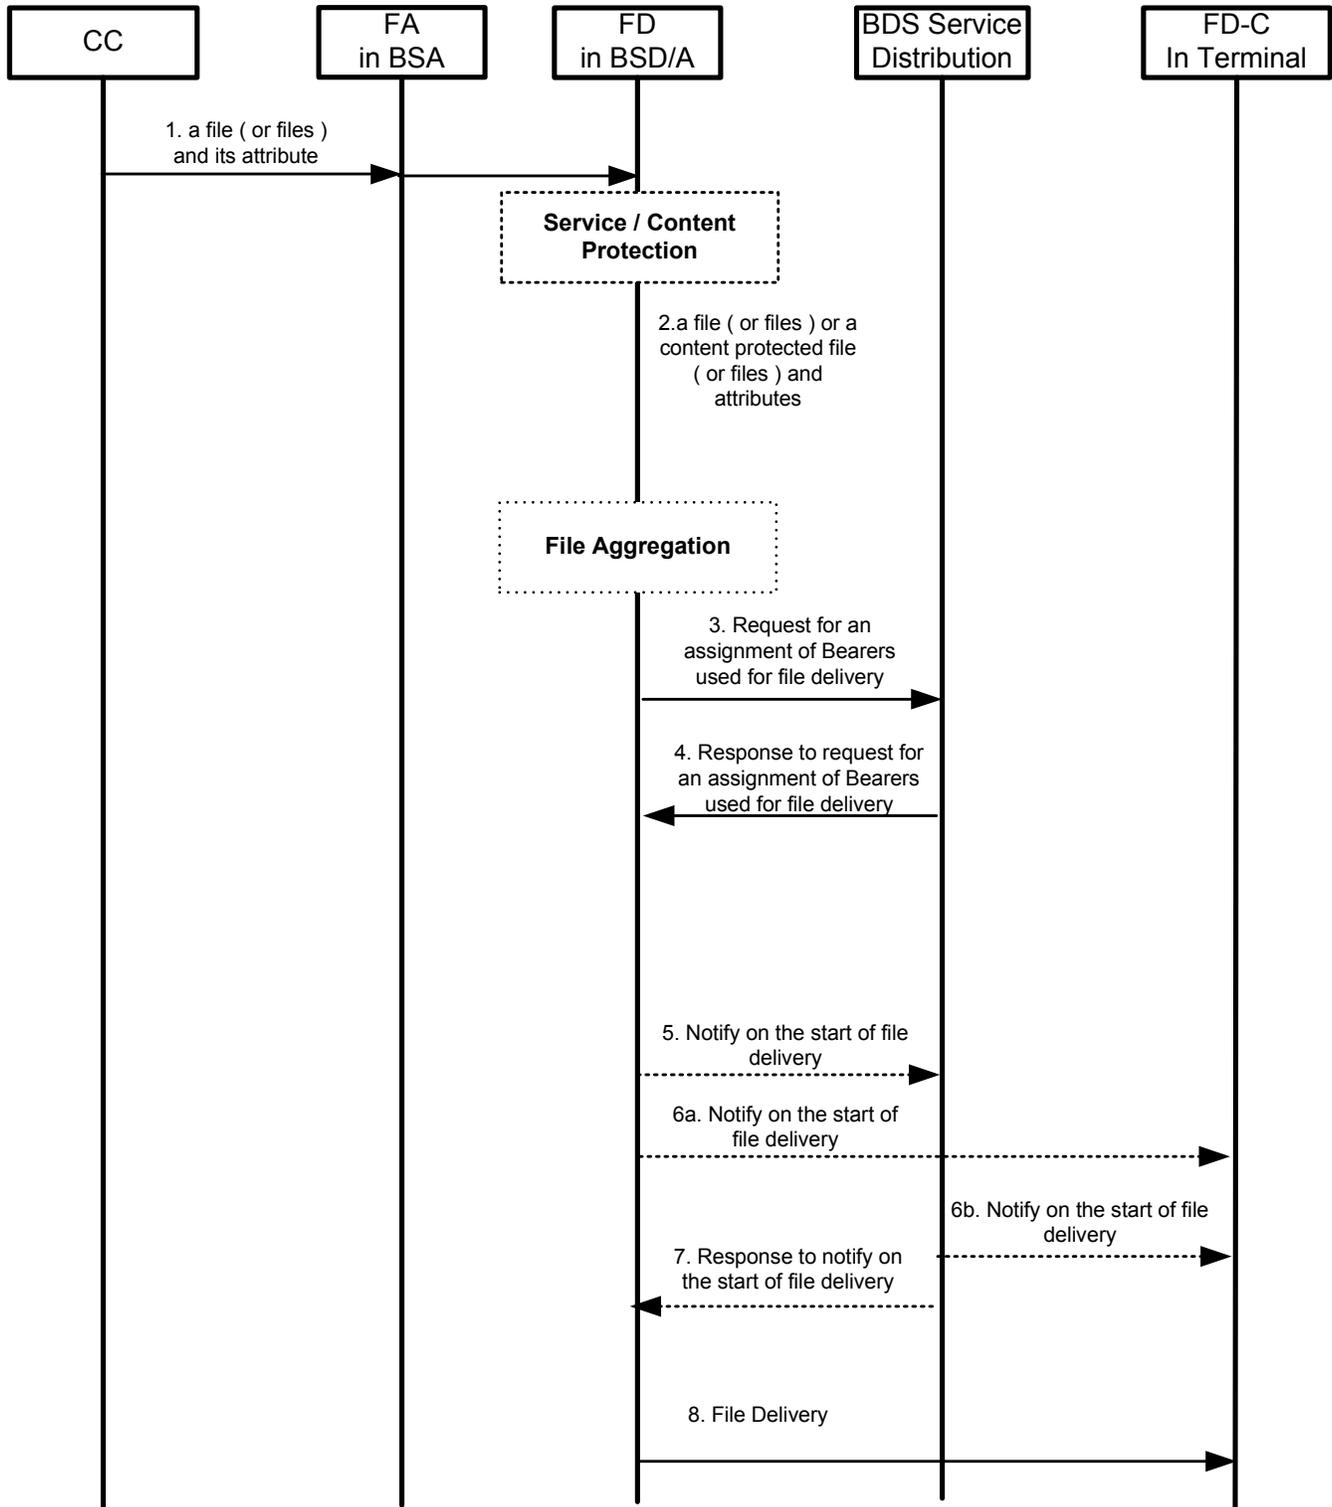 CC
FA
in BSA
FD
in BSD/A
BDS Service
Distribution
FD-C
In Terminal
1. a file ( or files )
and its attribute
Service / Content
Protection
2.a file ( or files ) or a
content protected file
( or files ) and
attributes
File Aggregation
3. Request for an
assignment of Bearers
used for file delivery
4. Response to request for
an assignment of Bearers
used for file delivery
5. Notify on the start of file
delivery
6a. Notify on the start of
file delivery
6b. Notify on the start of file
delivery
7. Response to notify on
the start of file delivery
8. File Delivery